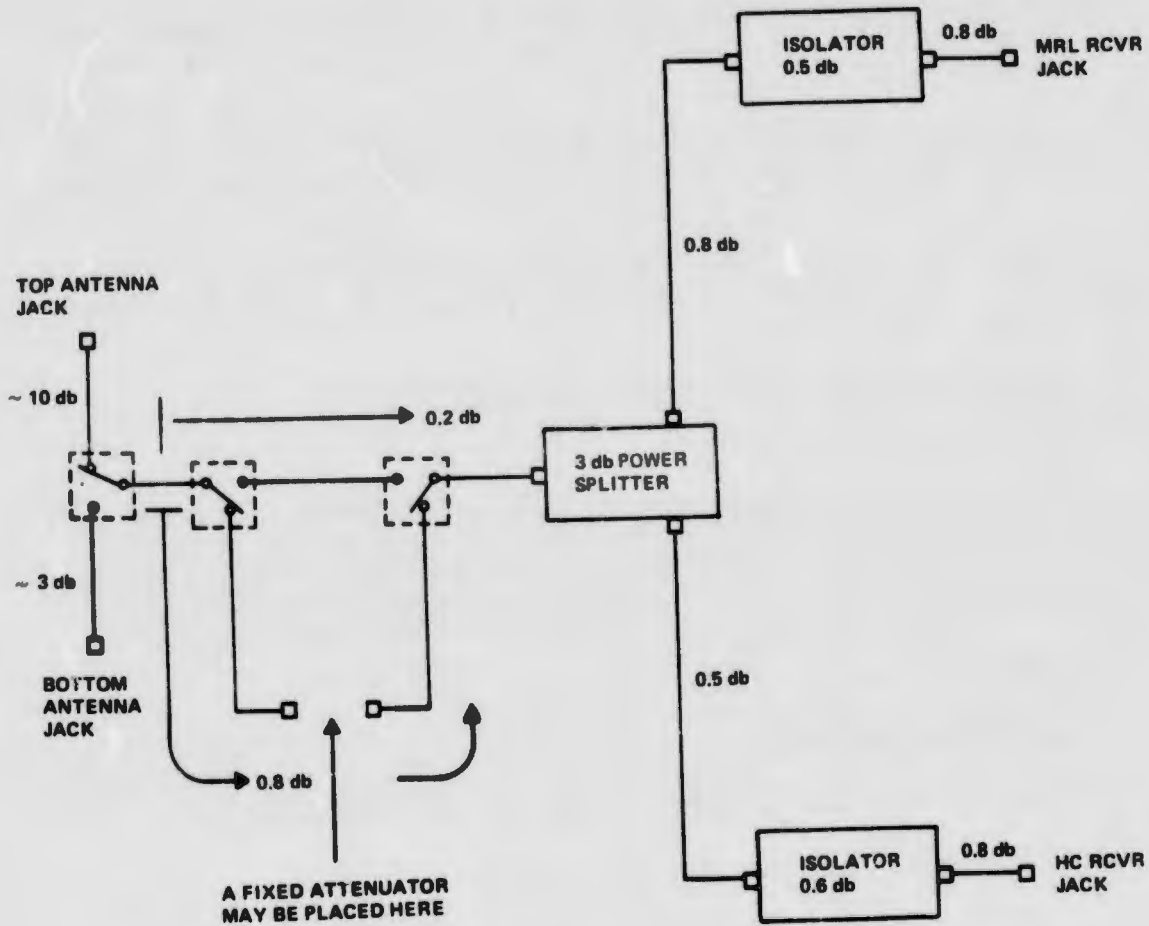 ISOLATOR
0.5 db
0.8 db
MRL RCVR
JACK
0.8 db
TOP ANTENNA
JACK
~ 10 db
0.2 db
3 db POWER
SPLITTER
~ 3 db
BOTTOM
ANTENNA
JACK
0.8 db
0.5 db
A FIXED ATTENUATOR
MAY BE PLACED HERE
ISOLATOR
0.6 db
0.8 db
HC RCVR
JACK